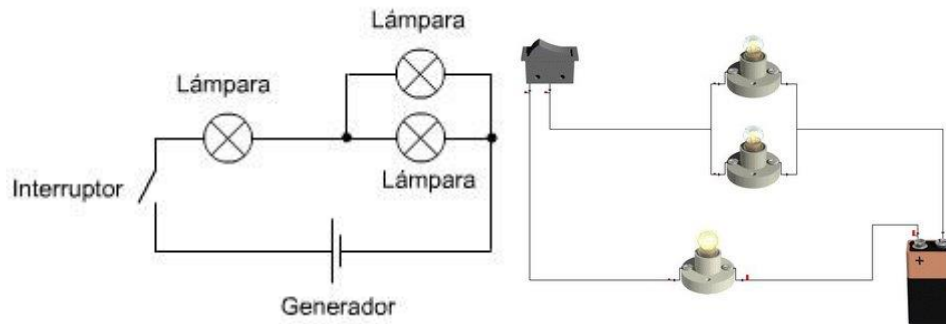 Lámpara
Lámpara
Lámpara
Interruptor
Generador
+